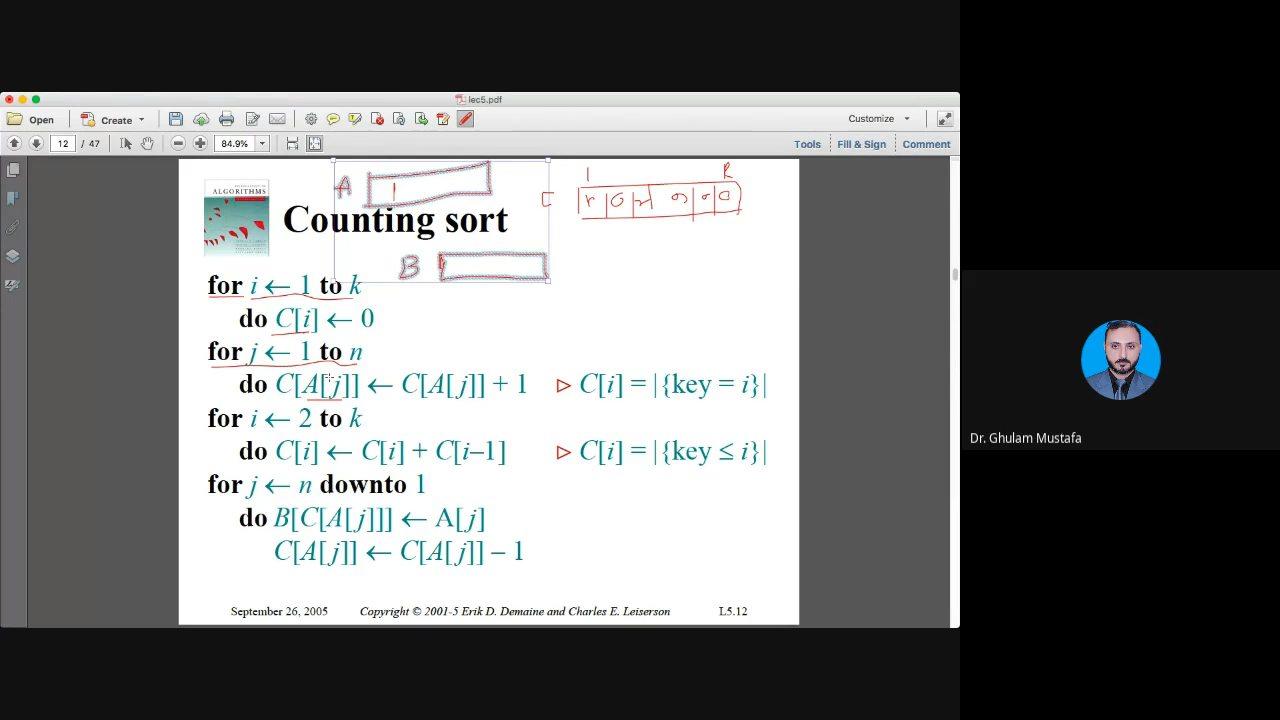 lec5.pdf
Open Create Customize
12 / 47 84.9% Tools Fill & Sign Comment
A 1
C 1
ALGORITHMS
Counting sort
B
for i ← 1 to k
do C[i] ← 0
for j ← 1 to n
do C[A[j]] ← C[A[j]] + 1 ▷ C[i] = |{key = i}|
for i ← 2 to k
do C[i] ← C[i] + C[i–1] ▷ C[i] = |{key ≤ i}|
for j ← n downto 1
do B[C[A[j]]] ← A[j]
C[A[j]] ← C[A[j]] – 1
September 26, 2005 Copyright © 2001-5 Erik D. Demaine and Charles E. Leiserson L5.12
Dr. Ghulam Mustafa